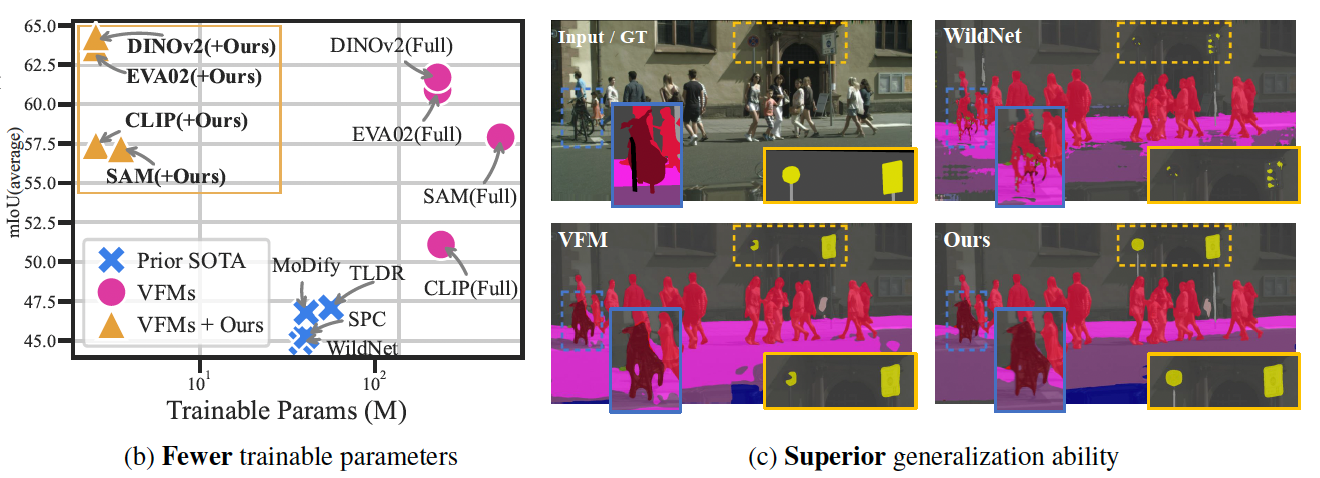 65.0
62.5
60.0
57.5
55.0
52.5
50.0
47.5
45.0
mIoU(average)
DINOv2(+Ours)
EVA02(+Ours)
CLIP(+Ours)
SAM(+Ours)
DINOv2(Full)
EVA02(Full)
SAM(Full)
CLIP(Full)
MoDify
TLDR
SPC
WildNet
Prior SOTA
VFMs
VFMs + Ours
10¹
10²
Trainable Params (M)
(b) Fewer trainable parameters
Input / GT
WildNet
VFM
Ours
(c) Superior generalization ability